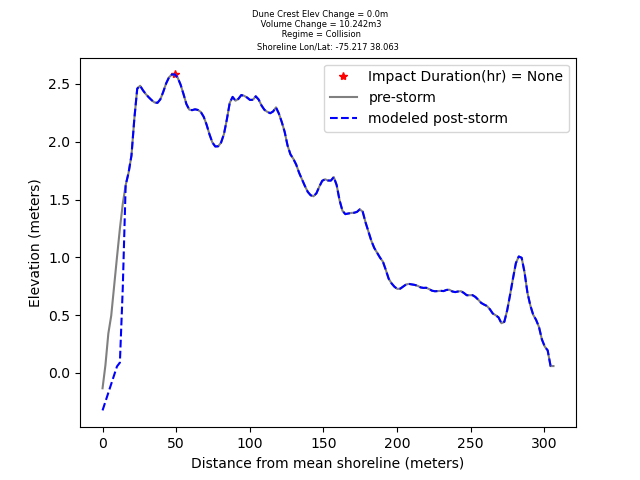 Dune Crest Elev Change = 0.0m
Volume Change = 10.242m3
Regime = Collision
Shoreline Lon/Lat: -75.217 38.063
Impact Duration(hr) = None
pre-storm
modeled post-storm
Elevation (meters)
2.5
2.0
1.5
1.0
0.5
0.0
0 50 100 150 200 250 300
Distance from mean shoreline (meters)